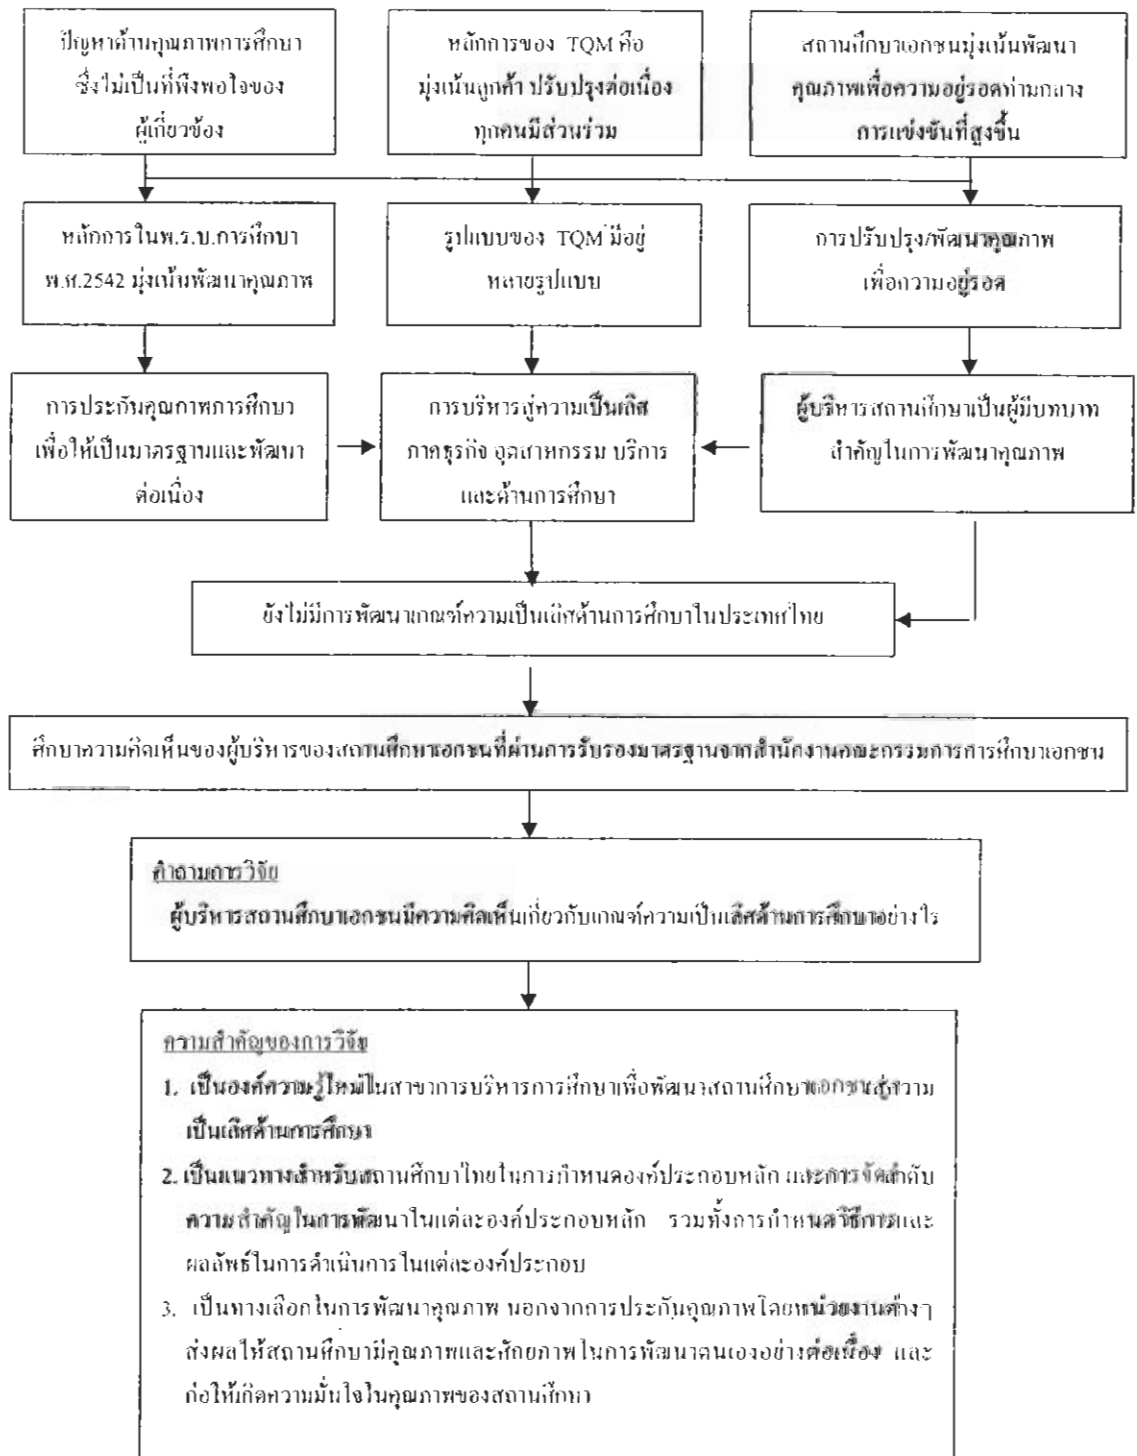 ปัญหาด้านคุณภาพการศึกษา
ซึ่งไม่เป็นที่พึงพอใจของ
ผู้เกี่ยวข้อง
หลักการของ TQM คือ
มุ่งเน้นลูกค้า ปรับปรุงต่อเนื่อง
ทุกคนมีส่วนร่วม
สถานศึกษาเอกชนมุ่งเน้นพัฒนา
คุณภาพเพื่อความอยู่รอดท่ามกลาง
การแข่งขันที่สูงขึ้น
หลักการในพ.ร.บ.การศึกษา
พ.ศ.2542 มุ่งเน้นพัฒนาคุณภาพ
รูปแบบของ TQM มีอยู่
หลายรูปแบบ
การปรับปรุง/พัฒนาคุณภาพ
เพื่อความอยู่รอด
การประกันคุณภาพการศึกษา
เพื่อให้เป็นมาตรฐานและพัฒนา
ต่อเนื่อง
การบริหารสู่ความเป็นเลิศ
ภาคธุรกิจ อุตสาหกรรม บริการ
และด้านการศึกษา
ผู้บริหารสถานศึกษาเป็นผู้มีบทบาท
สำคัญในการพัฒนาคุณภาพ
ยังไม่มีการพัฒนาเกณฑ์ความเป็นเลิศด้านการศึกษาในประเทศไทย
ศึกษาความคิดเห็นของผู้บริหารของสถานศึกษาเอกชนที่ผ่านการรับรองมาตรฐานจากสำนักงานคณะกรรมการการศึกษาเอกชน
คำถามการวิจัย
ผู้บริหารสถานศึกษาเอกชนมีความคิดเห็นเกี่ยวกับเกณฑ์ความเป็นเลิศด้านการศึกษาอย่างไร
ความสำคัญของการวิจัย
1. เป็นองค์ความรู้ใหม่ในสาขาการบริหารการศึกษาเพื่อพัฒนาสถานศึกษาเอกชนสู่ความ
เป็นเลิศด้านการศึกษา
2. เป็นแนวทางสำหรับสถานศึกษาไทยในการกำหนดองค์ประกอบหลัก และการจัดลำดับ
ความสำคัญในการพัฒนาในแต่ละองค์ประกอบหลัก รวมทั้งการกำหนดวิธีการและ
ผลลัพธ์ในการดำเนินการในแต่ละองค์ประกอบ
3. เป็นทางเลือกในการพัฒนาคุณภาพ นอกจากการประกันคุณภาพโดยหน่วยงานต่างๆ
ส่งผลให้สถานศึกษามีคุณภาพและศักยภาพในการพัฒนาตนเองอย่างต่อเนื่อง และ
ก่อให้เกิดความมั่นใจในคุณภาพของสถานศึกษา